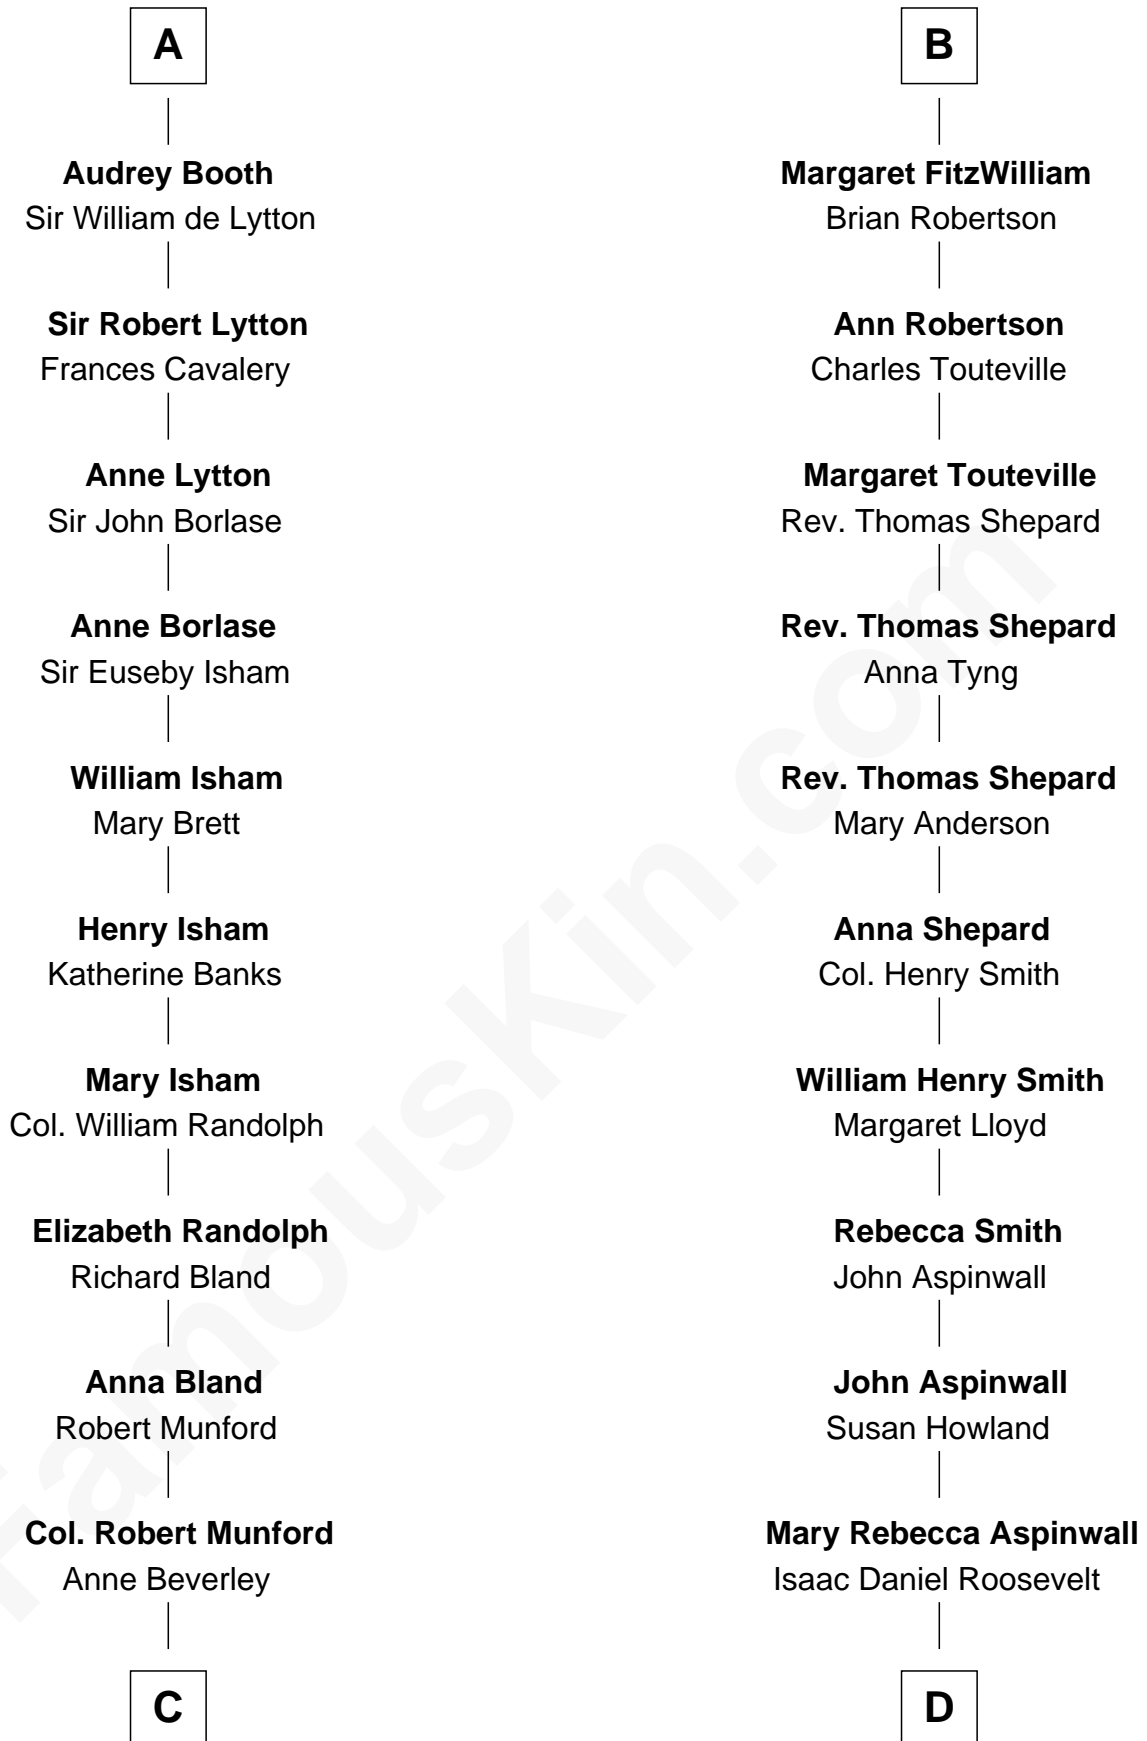 A
Audrey Booth
Sir William de Lytton
Sir Robert Lytton
Frances Cavalery
Anne Lytton
Sir John Borlase
Anne Borlase
Sir Euseby Isham
William Isham
Mary Brett
Henry Isham
Katherine Banks
Mary Isham
Col. William Randolph
Elizabeth Randolph
Richard Bland
Anna Bland
Robert Munford
Col. Robert Munford
Anne Beverley
C
B
Margaret FitzWilliam
Brian Robertson
Ann Robertson
Charles Touteville
Margaret Touteville
Rev. Thomas Shepard
Rev. Thomas Shepard
Anna Tyng
Rev. Thomas Shepard
Mary Anderson
Anna Shepard
Col. Henry Smith
William Henry Smith
Margaret Lloyd
Rebecca Smith
John Aspinwall
John Aspinwall
Susan Howland
Mary Rebecca Aspinwall
Isaac Daniel Roosevelt
D
FamousKin.com